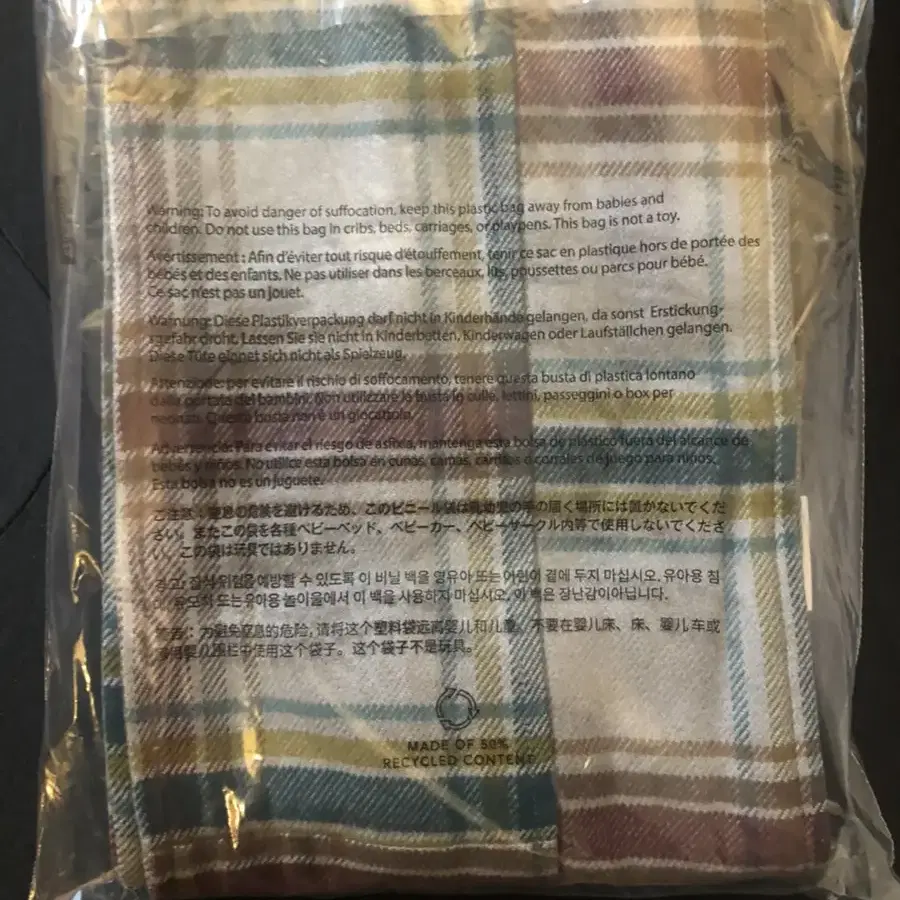 Warning: To avoid danger of suffocation, keep this plastic bag away from babies and
children. Do not use this bag in cribs, beds, carriages, or playpens. This bag is not a toy.
Avertissement : Afin d'éviter tout risque d'étouffement, tenir ce sac en plastique hors de portée des
bébés et des enfants. Ne pas utiliser dans les berceaux, lits, poussettes ou parcs pour bébé.
Ce sac n'est pas un jouet.
Warnung: Diese Plastikverpackung darf nicht in Kinderhände gelangen, da sonst Erstickung-
sgefahr droht. Lassen Sie sie nicht in Kinderbetten, Kinderwagen oder Laufställchen gelangen.
Diese Tüte eignet sich nicht als Spielzeug.
Attenzione: per evitare il rischio di soffocamento, tenere questa busta di plastica lontano
dalla portata dei bambini. Non utilizzare la busta in culle, lettini, passeggini o box per
neonati. Questa busta non è un giocattolo.
Advertencia: Para evitar el riesgo de asfixia, mantenga esta bolsa de plástico fuera del alcance de
bebés y niños. No utilice esta bolsa en cunas, camas, carritos o corrales de juego para niños.
Esta bolsa no es un juguete.
ご注意：窒息の危険を避けるため、このビニール袋は乳幼児の手の届く場所には置かないでくだ
さい。またこの袋を各種ベビーベッド、ベビーカー、ベビーサークル内等で使用しないでくださ
い。この袋は玩具ではありません。
경고: 질식 위험을 예방할 수 있도록 이 비닐 백을 영유아 또는 어린이 곁에 두지 마십시오. 유아용 침
유모차 또는 유아용 놀이울에서 이 백을 사용하지 마십시오. 이 백은 장난감이 아닙니다.
警告：为避免窒息的危险, 请将这个塑料袋远离婴儿和儿童。不要在婴儿床、床、婴儿车或
婴儿围栏中使用这个袋子。这个袋子不是玩具。
MADE OF 50%
RECYCLED CONTENT